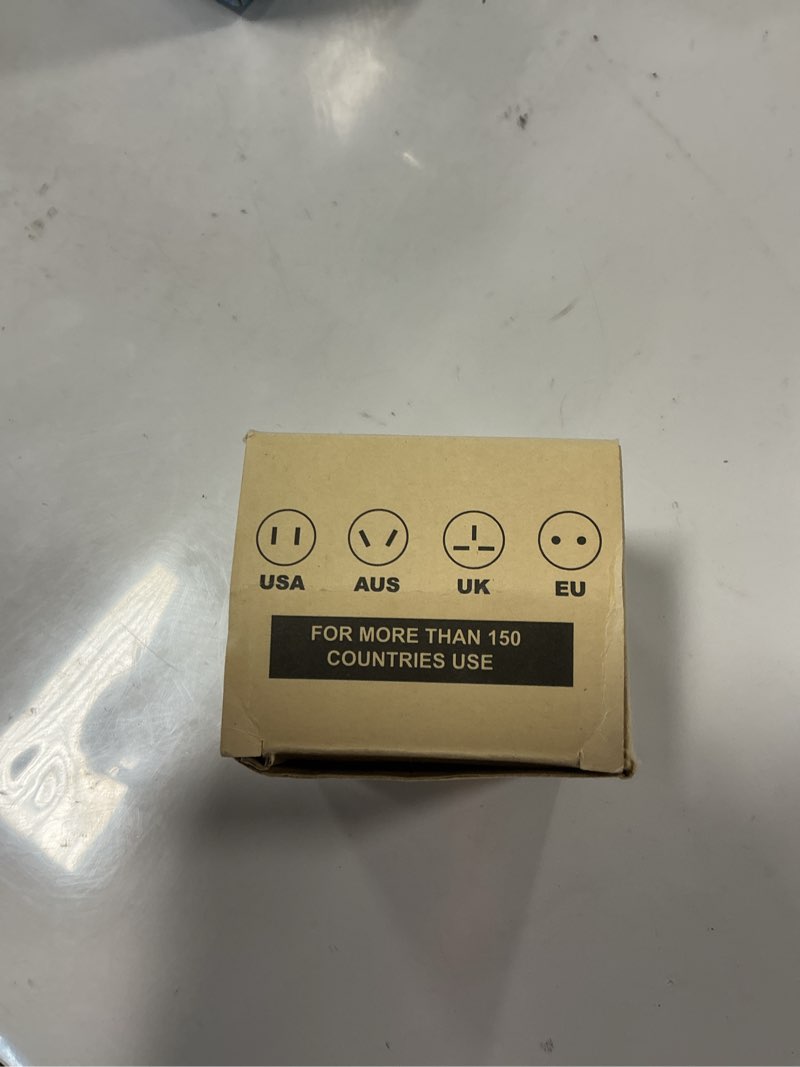 USA AUS UK EU
FOR MORE THAN 150
COUNTRIES USE